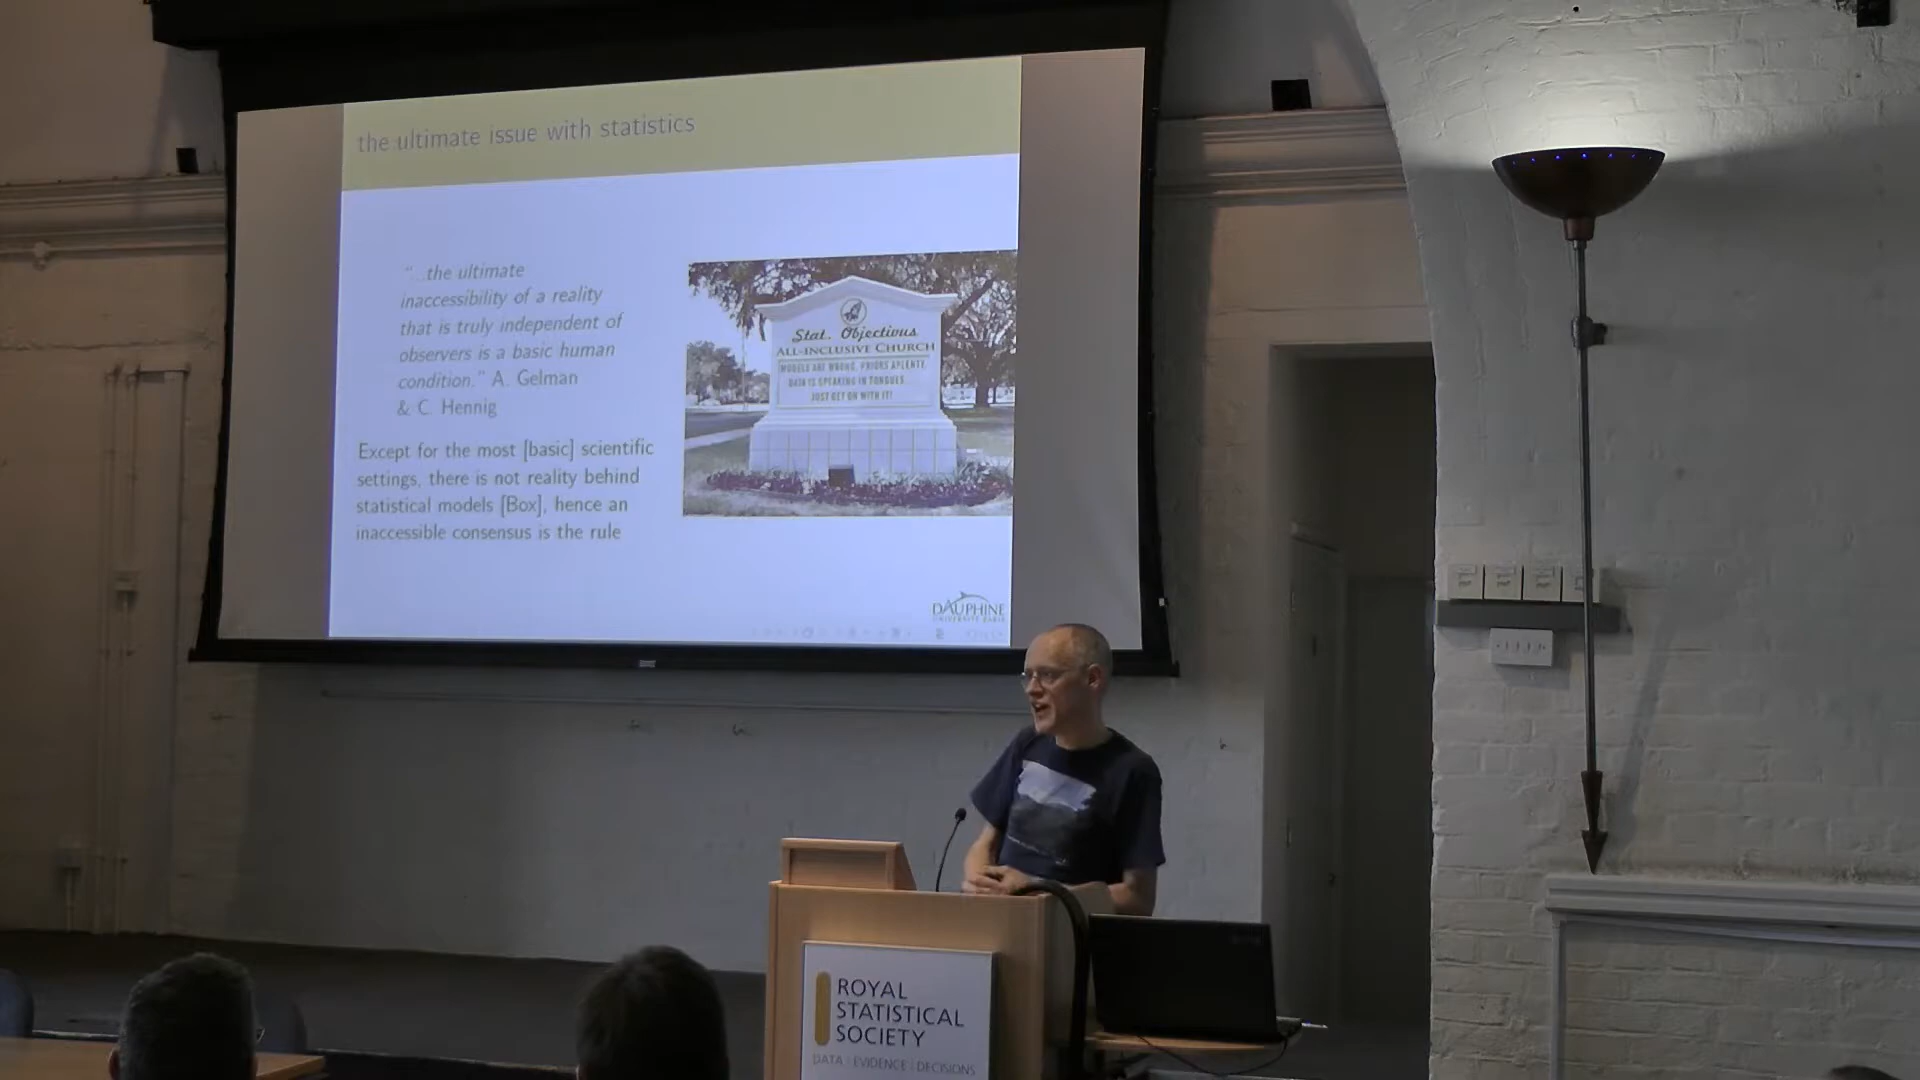 the ultimate issue with statistics
“...the ultimate
inaccessibility of a reality
that is truly independent of
observers is a basic human
condition.” A. Gelman
& C. Hennig
Except for the most [basic] scientific
settings, there is not reality behind
statistical models [Box], hence an
inaccessible consensus is the rule
Stat. Objectivus
ALL-INCLUSIVE CHURCH
MODELS ARE WRONG, PRIORS APLENTY,
DATA IS SPEAKING IN TONGUES...
JUST GET ON WITH IT!
DAUPHINE
UNIVERSITÉ PARIS
ROYAL
STATISTICAL
SOCIETY
DATA | EVIDENCE | DECISIONS